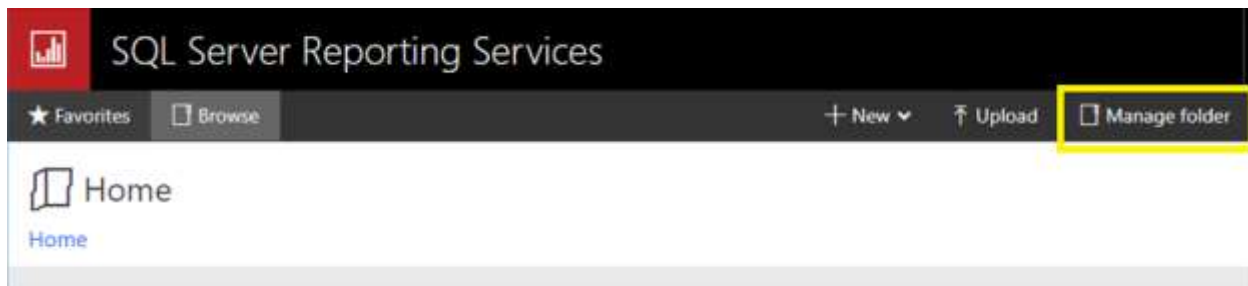 SQL Server Reporting Services
Favorites Browse New Upload Manage folder
Home
Home